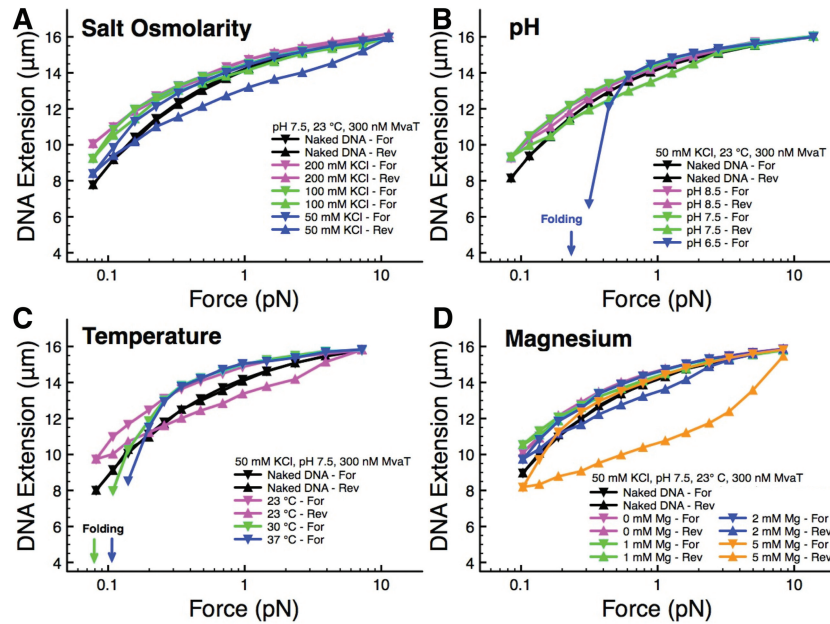 A
Salt Osmolarity
16
14
12
10
8
6
4
DNA Extension (μm)
pH 7.5, 23 °C, 300 nM MvaT
Naked DNA - For
Naked DNA - Rev
200 mM KCl - For
200 mM KCl - Rev
100 mM KCl - For
100 mM KCl - Rev
50 mM KCl - For
50 mM KCl - Rev
0.1
1
10
Force (pN)
B
pH
16
14
12
10
8
6
4
DNA Extension (μm)
50 mM KCl, 23 °C, 300 nM MvaT
Naked DNA - For
Naked DNA - Rev
pH 8.5 - For
pH 8.5 - Rev
pH 7.5 - For
pH 7.5 - Rev
pH 6.5 - For
Folding
0.1
1
10
Force (pN)
C
Temperature
16
14
12
10
8
6
4
DNA Extension (μm)
50 mM KCl, pH 7.5, 300 nM MvaT
Naked DNA - For
Naked DNA - Rev
23 °C - For
23 °C - Rev
30 °C - For
37 °C - For
Folding
0.1
1
10
Force (pN)
D
Magnesium
16
14
12
10
8
6
4
DNA Extension (μm)
50 mM KCl, pH 7.5, 23° C, 300 nM MvaT
Naked DNA - For
Naked DNA - Rev
0 mM Mg - For
0 mM Mg - Rev
1 mM Mg - For
1 mM Mg - Rev
2 mM Mg - For
2 mM Mg - Rev
5 mM Mg - For
5 mM Mg - Rev
0.1
1
10
Force (pN)